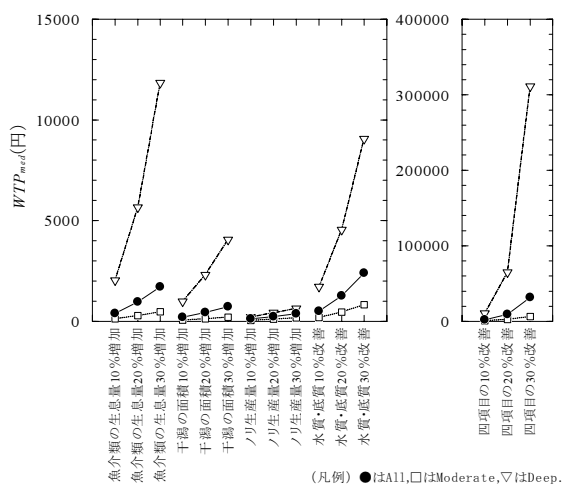 15000
10000
5000
0
WTPmed(円)
400000
300000
200000
100000
0
魚介類の生息量10%増加
魚介類の生息量20%増加
魚介類の生息量30%増加
干潟の面積10%増加
干潟の面積20%増加
干潟の面積30%増加
ノリ生産量10%増加
ノリ生産量20%増加
ノリ生産量30%増加
水質・底質10%改善
水質・底質20%改善
水質・底質30%改善
四項目の10%改善
四項目の20%改善
四項目の30%改善
(凡例) ●はAll,□はModerate,▽はDeep.